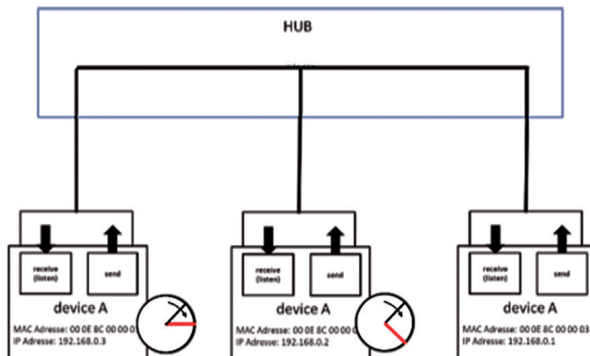 HUB
receive
(listen)
send
device A
MAC Adresse: 00 0E 8C 00 00 0
IP Adresse: 192.168.0.3
receive
(listen)
send
device A
MAC Adresse: 00 0E 8C 00 00
IP Adresse: 192.168.0.2
receive
(listen)
send
device A
MAC Adresse: 00 0E 8C 00 00 03
IP Adresse: 192.168.0.1